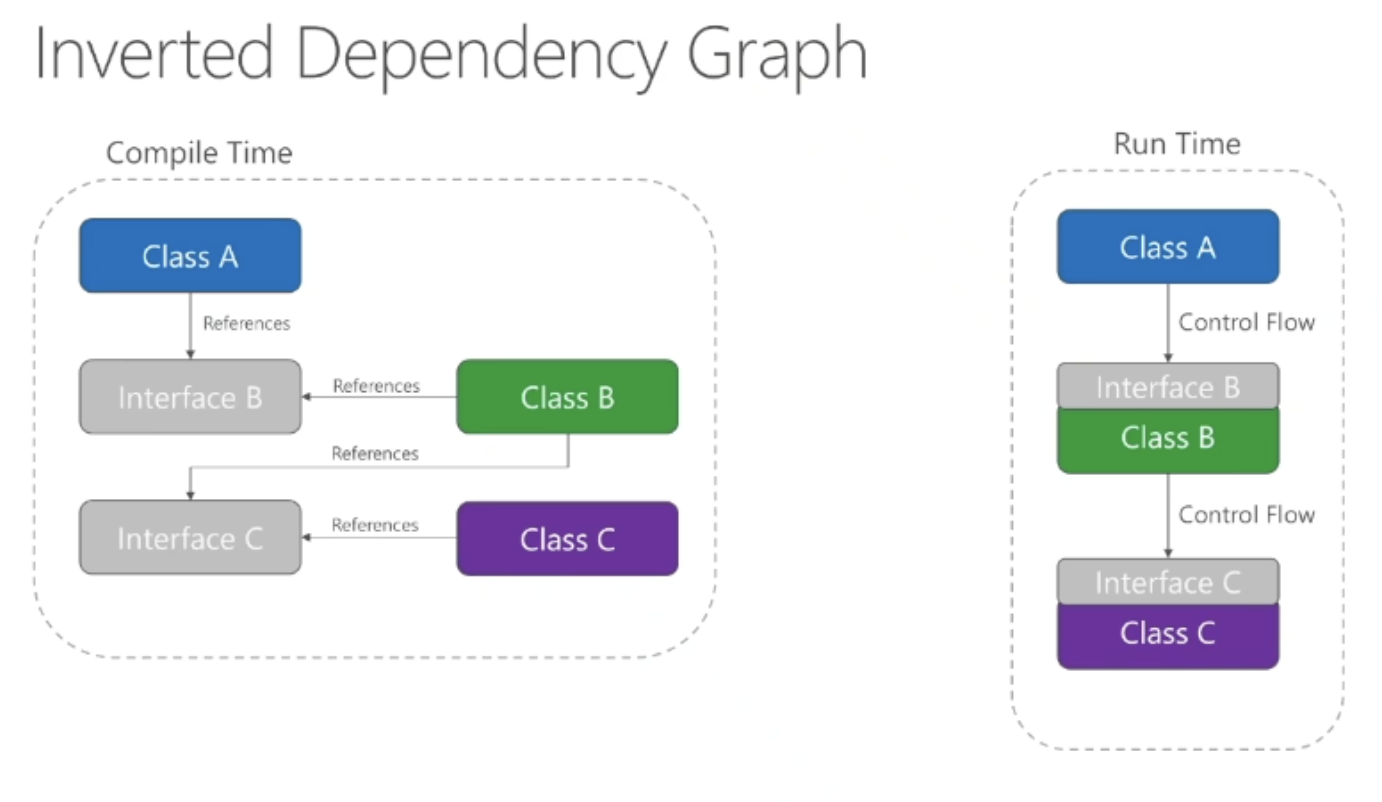 Inverted Dependency Graph
Compile Time
Class A
References
Interface B
References
Class B
References
Interface C
References
Class C
Run Time
Class A
Control Flow
Interface B
Class B
Control Flow
Interface C
Class C